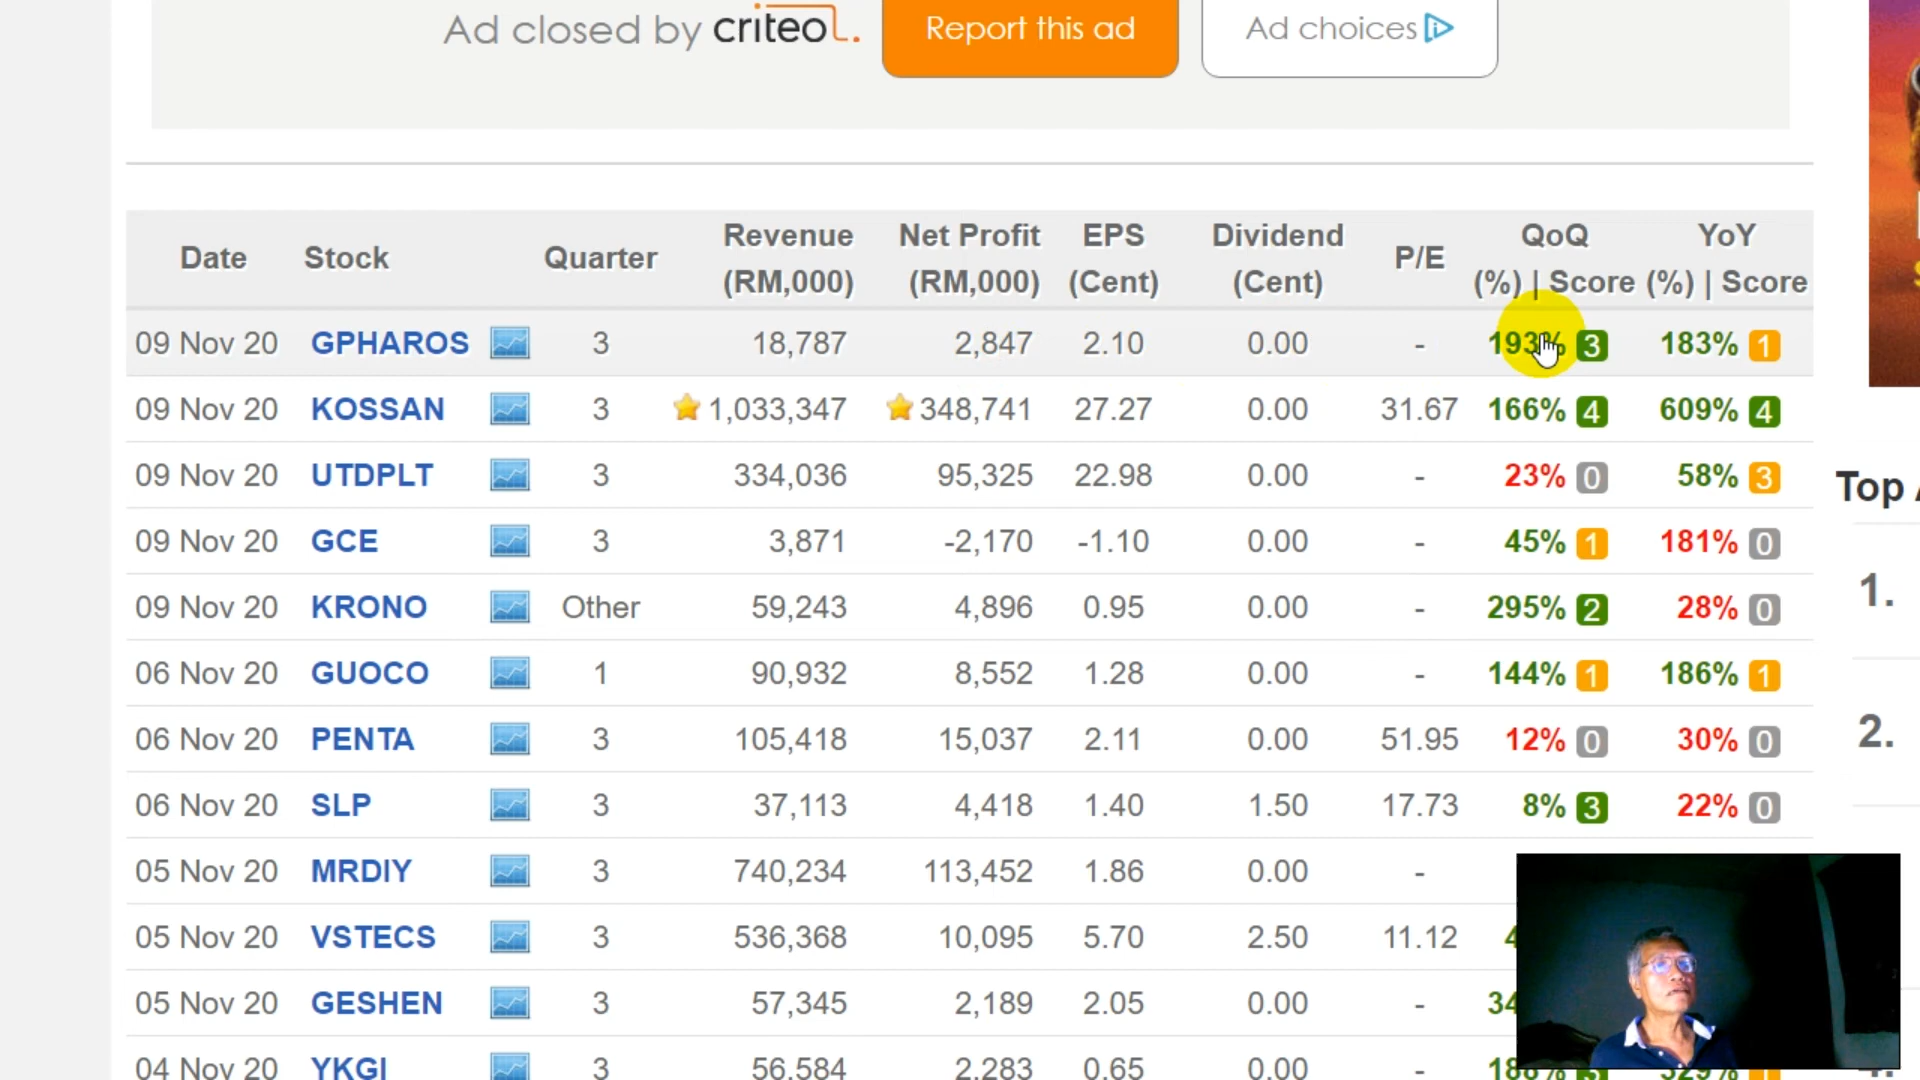 Ad closed by criteo. Report this ad Ad choices
Date Stock Quarter Revenue (RM,000) Net Profit (RM,000) EPS (Cent) Dividend (Cent) P/E QoQ (%) | Score YoY (%) | Score
09 Nov 20 GPHAROS 3 18,787 2,847 2.10 0.00 - 193% 3 183% 1
09 Nov 20 KOSSAN 3 1,033,347 348,741 27.27 0.00 31.67 166% 4 609% 4
09 Nov 20 UTDPLT 3 334,036 95,325 22.98 0.00 - 23% 0 58% 3
Top
09 Nov 20 GCE 3 3,871 -2,170 -1.10 0.00 - 45% 1 181% 0
09 Nov 20 KRONO Other 59,243 4,896 0.95 0.00 - 295% 2 28% 0
1.
06 Nov 20 GUOCO 1 90,932 8,552 1.28 0.00 - 144% 1 186% 1
06 Nov 20 PENTA 3 105,418 15,037 2.11 0.00 51.95 12% 0 30% 0
2.
06 Nov 20 SLP 3 37,113 4,418 1.40 1.50 17.73 8% 3 22% 0
05 Nov 20 MRDIY 3 740,234 113,452 1.86 0.00 -
05 Nov 20 VSTECS 3 536,368 10,095 5.70 2.50 11.12
05 Nov 20 GESHEN 3 57,345 2,189 2.05 0.00 -
04 Nov 20 YKGI 3 56,584 2,283 0.65 0.00 -